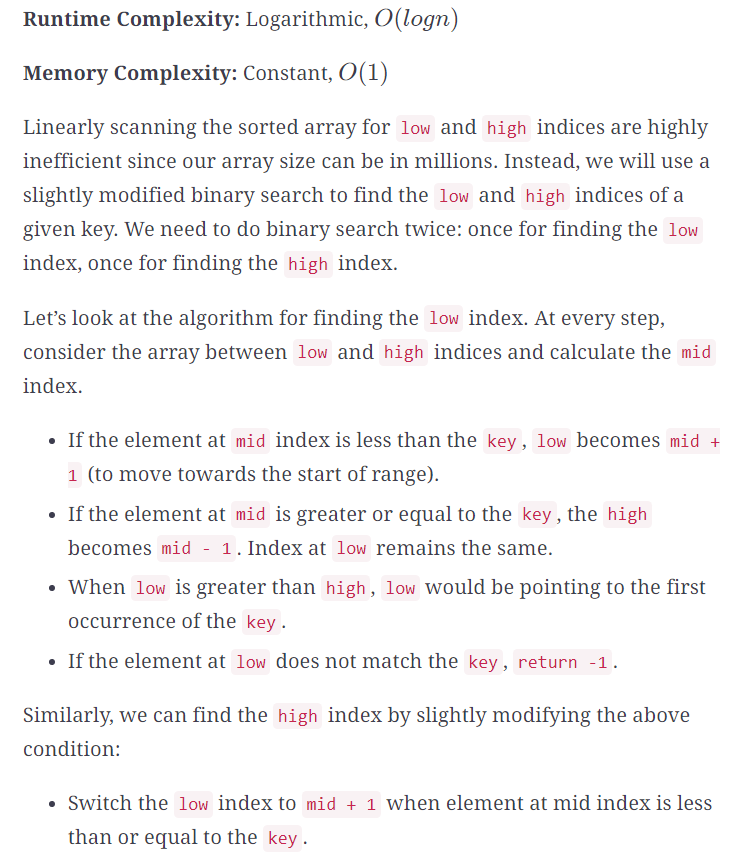 Runtime Complexity: Logarithmic, O(logn)
Memory Complexity: Constant, O(1)
Linearly scanning the sorted array for low and high indices are highly
inefficient since our array size can be in millions. Instead, we will use a
slightly modified binary search to find the low and high indices of a
given key. We need to do binary search twice: once for finding the low
index, once for finding the high index.
Let’s look at the algorithm for finding the low index. At every step,
consider the array between low and high indices and calculate the mid
index.
• If the element at mid index is less than the key, low becomes mid +
1 (to move towards the start of range).
• If the element at mid is greater or equal to the key, the high
becomes mid - 1. Index at low remains the same.
• When low is greater than high, low would be pointing to the first
occurrence of the key.
• If the element at low does not match the key, return -1.
Similarly, we can find the high index by slightly modifying the above
condition:
• Switch the low index to mid + 1 when element at mid index is less
than or equal to the key.